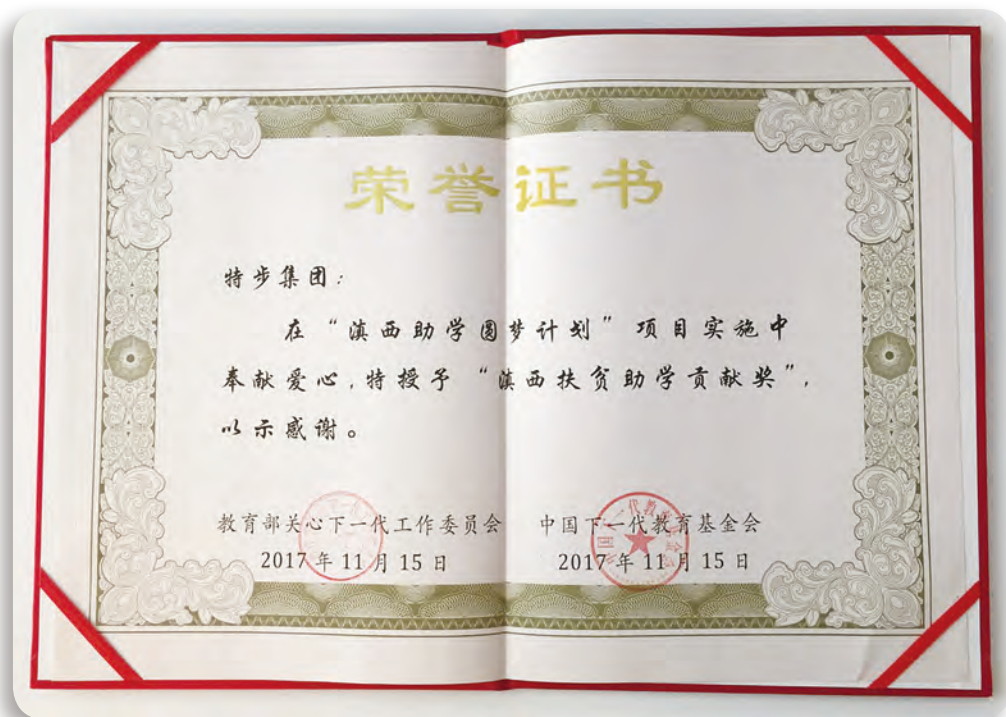 荣誉证书
特步集团：
在“滇西助学圆梦计划”项目实施中
奉献爱心，特授予“滇西扶贫助学贡献奖”，
以示感谢。
教育部关心下一代工作委员会 中国下一代教育基金会
2017年11月15日 2017年11月15日